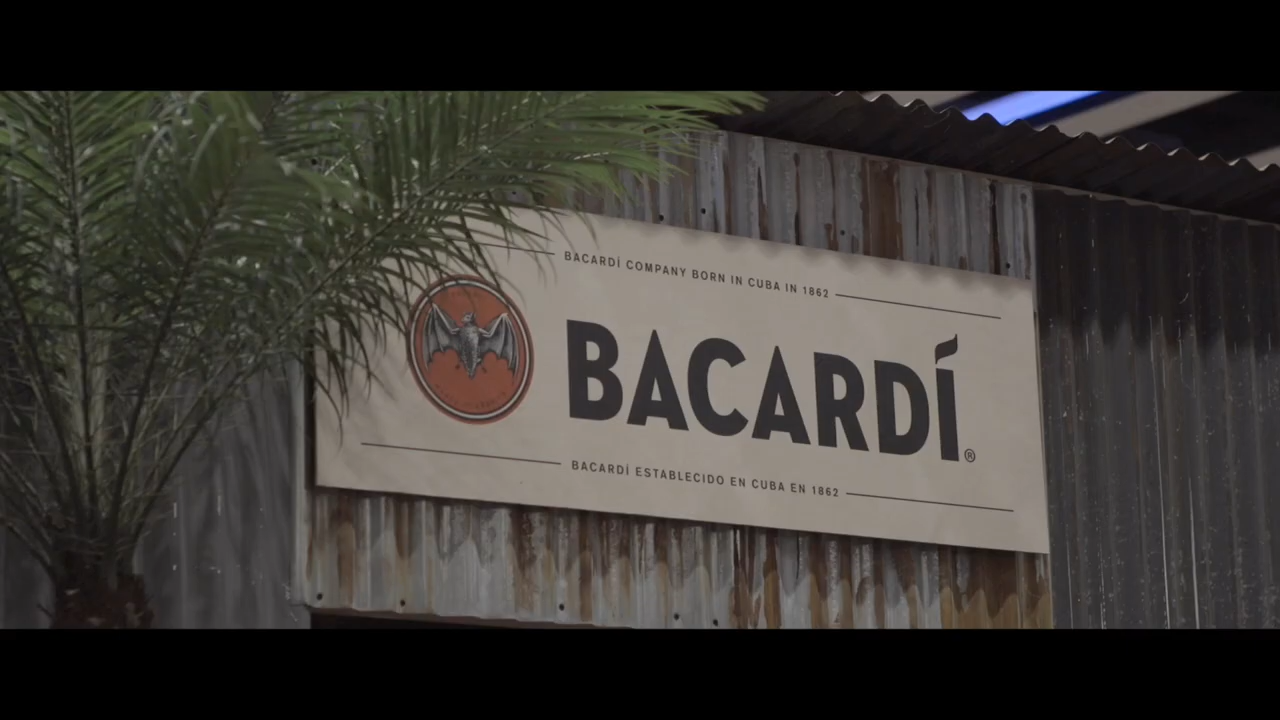 BACARDÍ COMPANY BORN IN CUBA IN 1862
BACARDÍ®
BACARDÍ ESTABLECIDO EN CUBA EN 1862